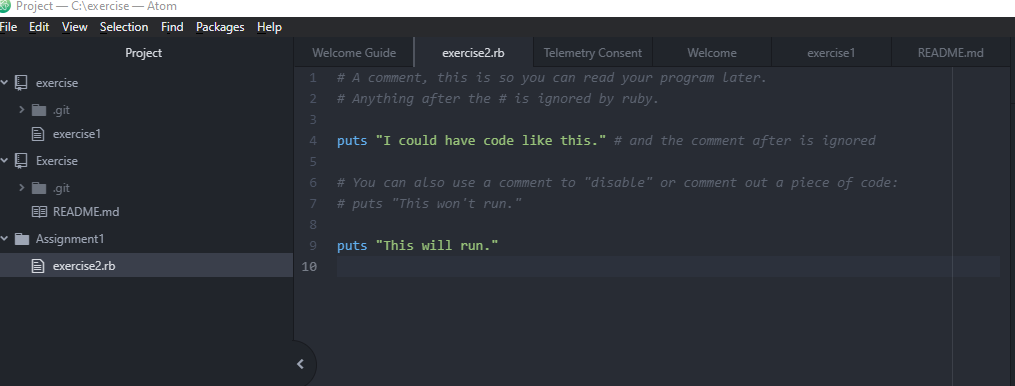 Project — C:\exercise — Atom
File Edit View Selection Find Packages Help
Project
exercise
.git
exercise1
Exercise
.git
README.md
Assignment1
exercise2.rb
Welcome Guide exercise2.rb Telemetry Consent Welcome exercise1 README.md
1 # A comment, this is so you can read your program later.
2 # Anything after the # is ignored by ruby.
3
4 puts "I could have code like this." # and the comment after is ignored
5
6 # You can also use a comment to "disable" or comment out a piece of code:
7 # puts "This won't run."
8
9 puts "This will run."
10